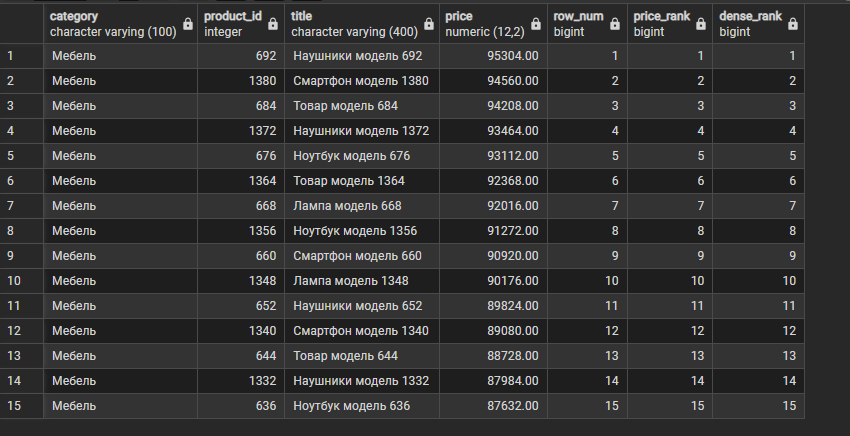 category product_id title price row_num price_rank dense_rank
character varying (100) integer character varying (400) numeric (12,2) bigint bigint bigint
1 Мебель 692 Наушники модель 692 95304.00 1 1 1
2 Мебель 1380 Смартфон модель 1380 94560.00 2 2 2
3 Мебель 684 Товар модель 684 94208.00 3 3 3
4 Мебель 1372 Наушники модель 1372 93464.00 4 4 4
5 Мебель 676 Ноутбук модель 676 93112.00 5 5 5
6 Мебель 1364 Товар модель 1364 92368.00 6 6 6
7 Мебель 668 Лампа модель 668 92016.00 7 7 7
8 Мебель 1356 Ноутбук модель 1356 91272.00 8 8 8
9 Мебель 660 Смартфон модель 660 90920.00 9 9 9
10 Мебель 1348 Лампа модель 1348 90176.00 10 10 10
11 Мебель 652 Наушники модель 652 89824.00 11 11 11
12 Мебель 1340 Смартфон модель 1340 89080.00 12 12 12
13 Мебель 644 Товар модель 644 88728.00 13 13 13
14 Мебель 1332 Наушники модель 1332 87984.00 14 14 14
15 Мебель 636 Ноутбук модель 636 87632.00 15 15 15